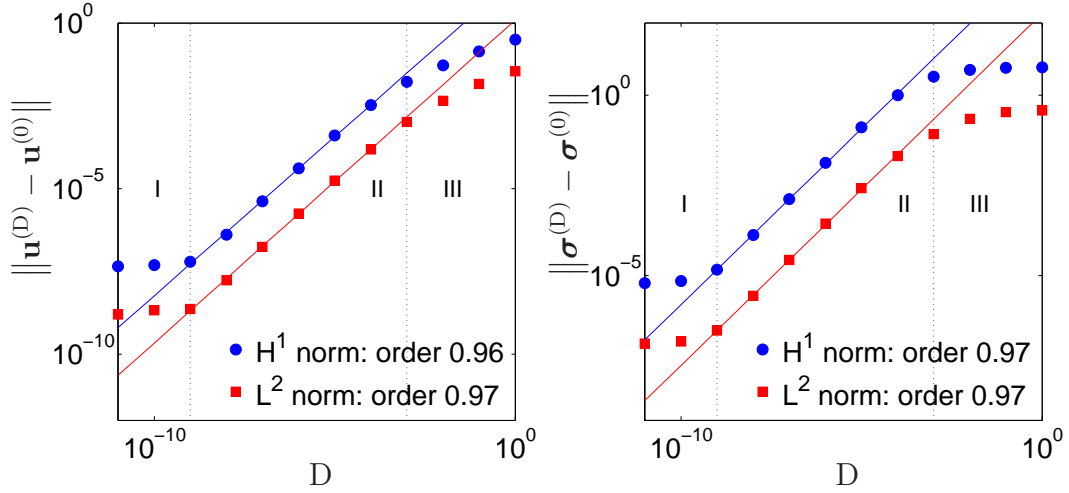 10^0
10^-5
10^-10
‖u^(D) − u^(0)‖
I
II
III
H^1 norm: order 0.96
L^2 norm: order 0.97
10^-10
10^0
D
10^0
10^-5
‖σ^(D) − σ^(0)‖
I
II
III
H^1 norm: order 0.97
L^2 norm: order 0.97
10^-10
10^0
D